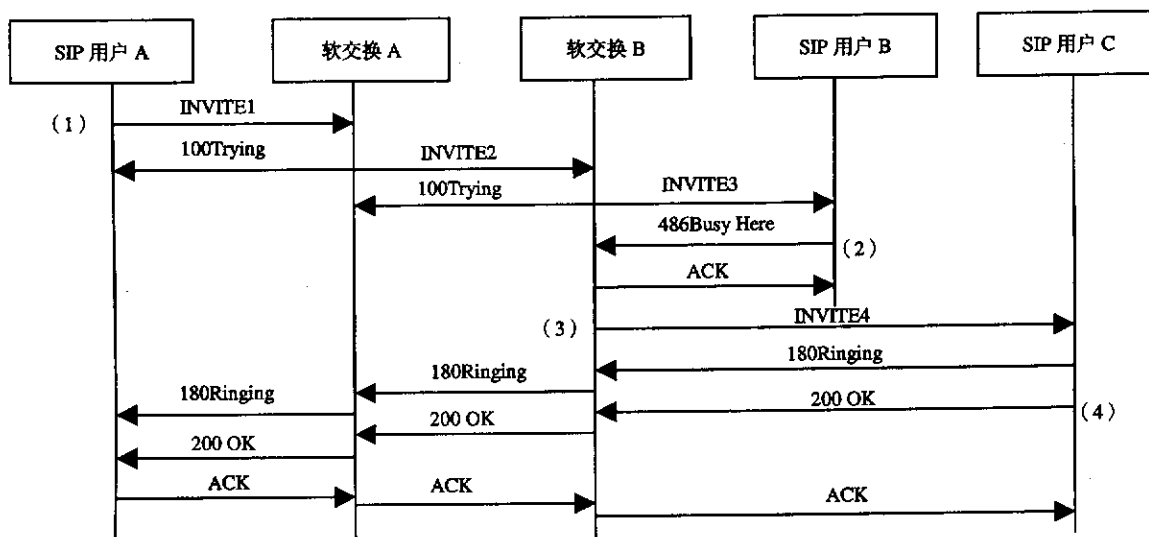 SIP 用户 A
软交换 A
软交换 B
SIP 用户 B
SIP 用户 C
(1)
INVITE1
100Trying
INVITE2
100Trying
INVITE3
486Busy Here
(2)
ACK
(3)
INVITE4
180Ringing
180Ringing
180Ringing
200 OK
(4)
200 OK
200 OK
ACK
ACK
ACK